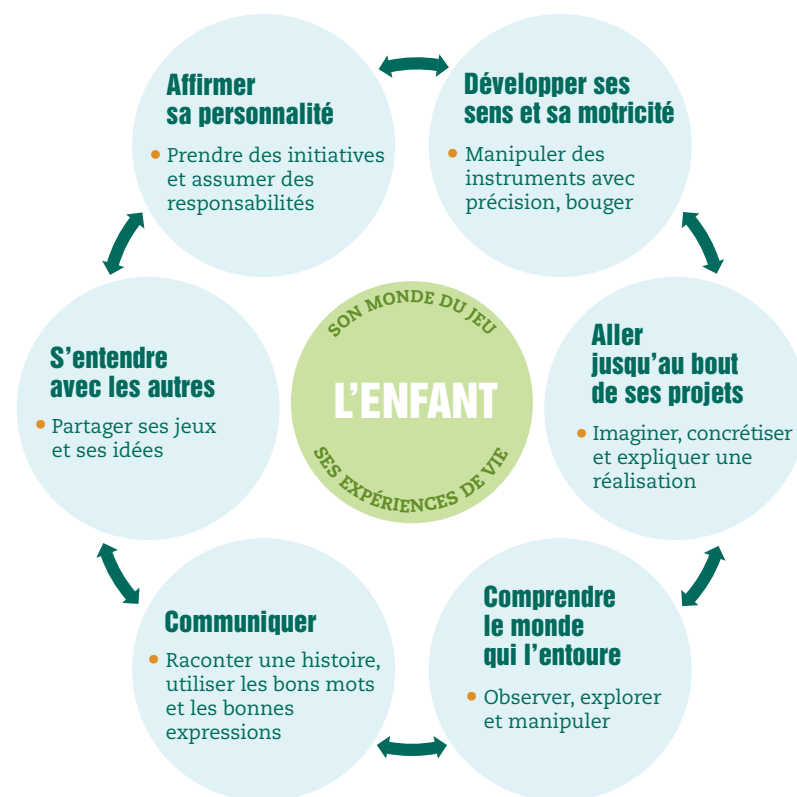 Affirmer
sa personnalité
• Prendre des initiatives
et assumer des
responsabilités
Développer ses
sens et sa motricité
• Manipuler des
instruments avec
précision, bouger
S'entendre
avec les autres
• Partager ses jeux
et ses idées
SON MONDE DU JEU
L'ENFANT
SES EXPÉRIENCES DE VIE
Aller
jusqu'au bout
de ses projets
• Imaginer, concrétiser
et expliquer une
réalisation
Communiquer
• Raconter une histoire,
utiliser les bons mots
et les bonnes
expressions
Comprendre
le monde
qui l'entoure
• Observer, explorer
et manipuler